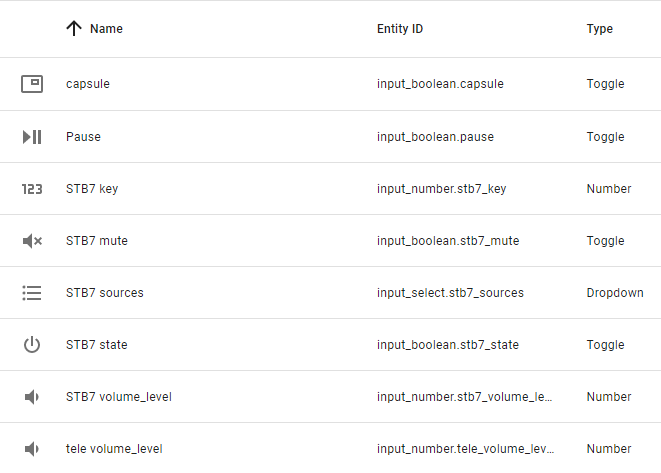 Name Entity ID Type
capsule input_boolean.capsule Toggle
Pause input_boolean.pause Toggle
123 STB7 key input_number.stb7_key Number
STB7 mute input_boolean.stb7_mute Toggle
STB7 sources input_select.stb7_sources Dropdown
STB7 state input_boolean.stb7_state Toggle
STB7 volume_level input_number.stb7_volume_le... Number
tele volume_level input_number.tele_volume_lev... Number